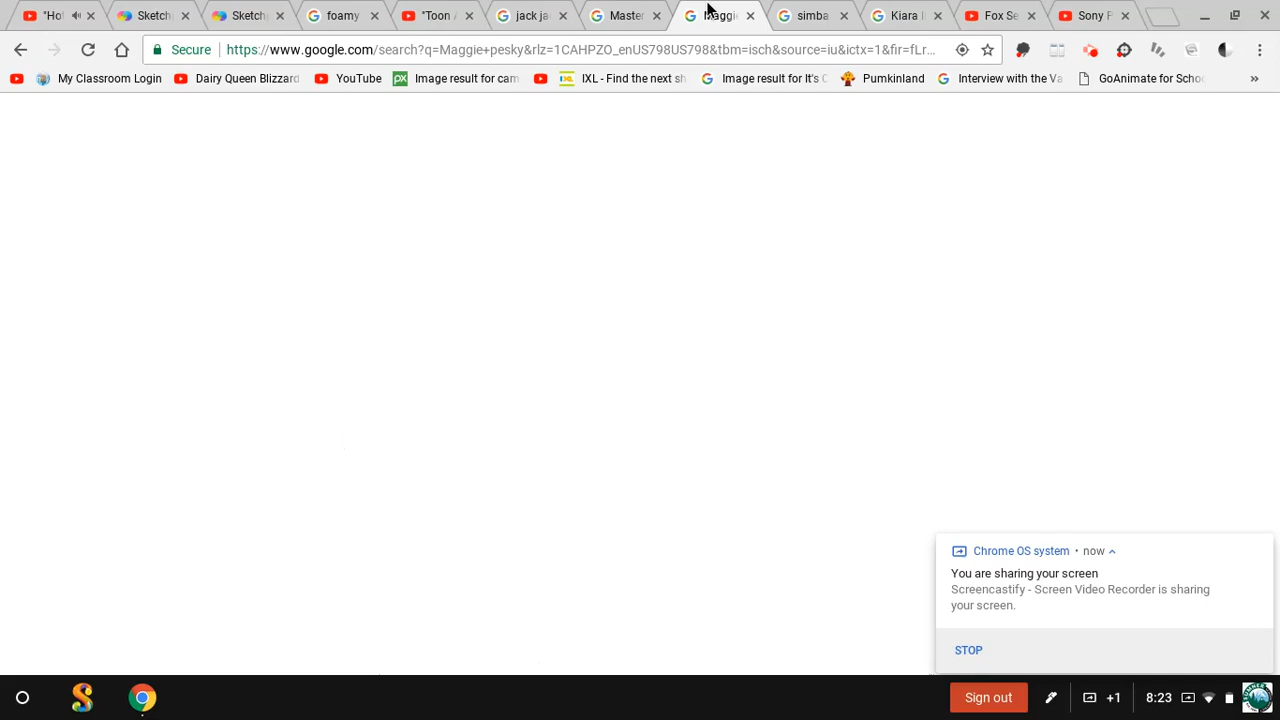 "Hot Sketch Sketch foamy "Toon jack ja Master Maggie simba Kiara Fox Se Sony P
Secure https://www.google.com/search?q=Maggie+pesky&rlz=1CAHPZO_enUS798US798&tbm=isch&source=iu&ictx=1&fir=fLr...
My Classroom Login Dairy Queen Blizzard YouTube px Image result for cam IXL - Find the next sh Image result for It's Pumkinland Interview with the Va GoAnimate for Scho »
Chrome OS system • now
You are sharing your screen
Screencastify - Screen Video Recorder is sharing
your screen.
STOP
Sign out +1 8:23